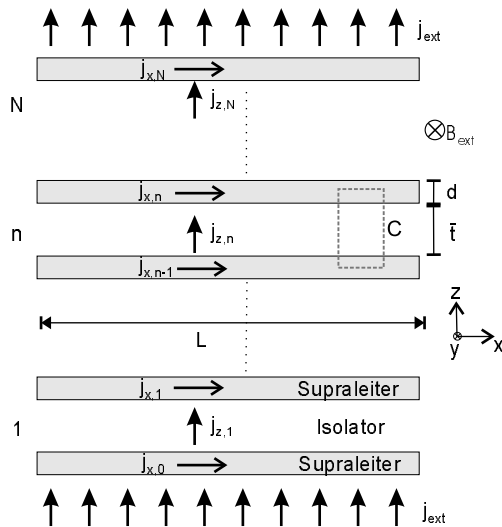 j_ext
j_x,N
N
j_z,N
B_ext
j_x,n
d
n
j_z,n
C
t̄
j_x,n-1
z
L
y
x
j_x,1
Supraleiter
1
j_z,1
Isolator
j_x,0
Supraleiter
j_ext